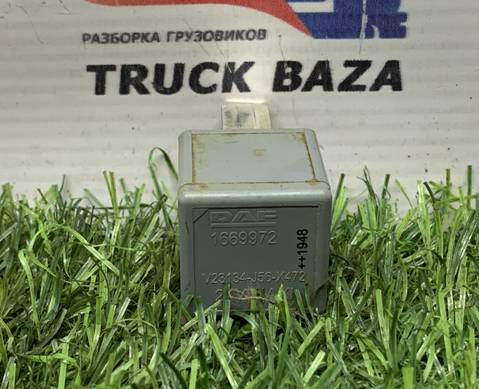 РАЗБОРКА ГРУЗОВИКОВ
TRUCK BAZA
DAF
1669972
++1948
V23134-J56-X472